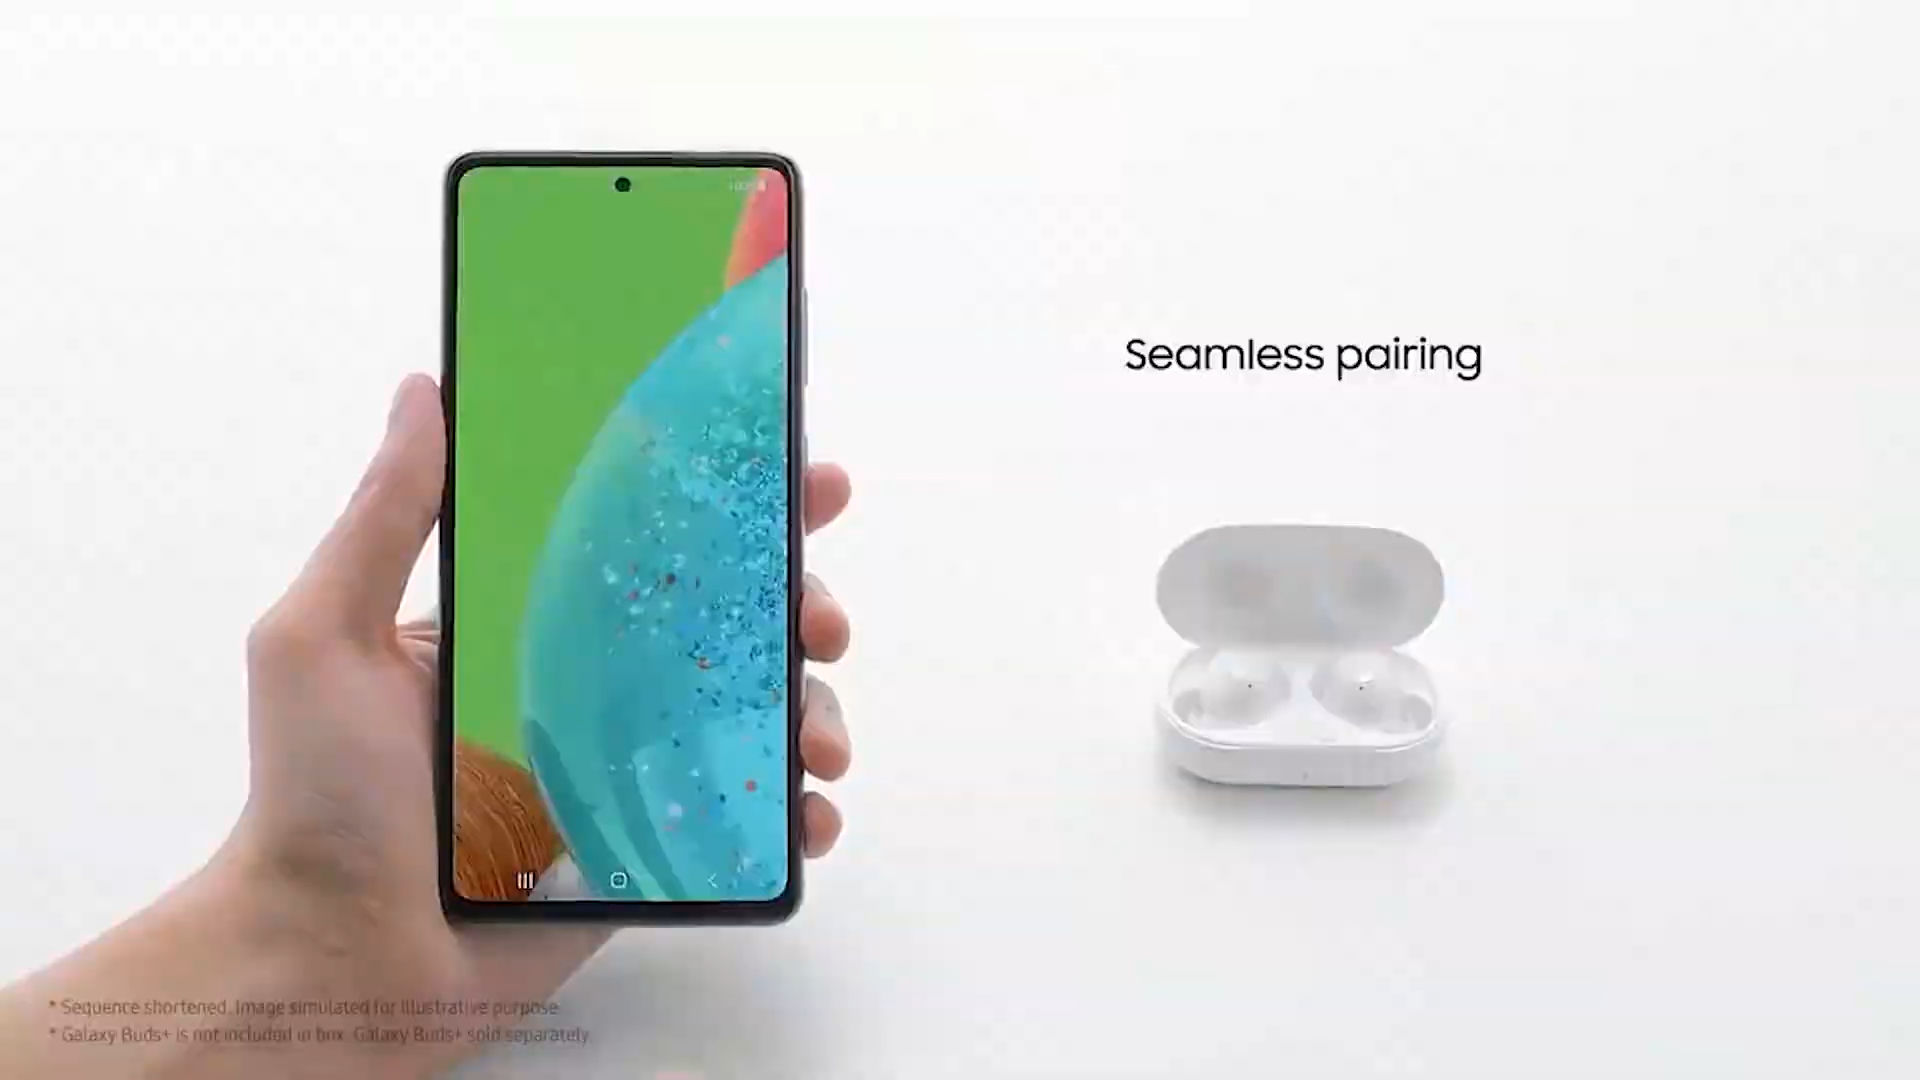 Seamless pairing
* Sequence shortened. Image simulated for illustrative purpose.
* Galaxy Buds+ is not included in box. Galaxy Buds+ sold separately.